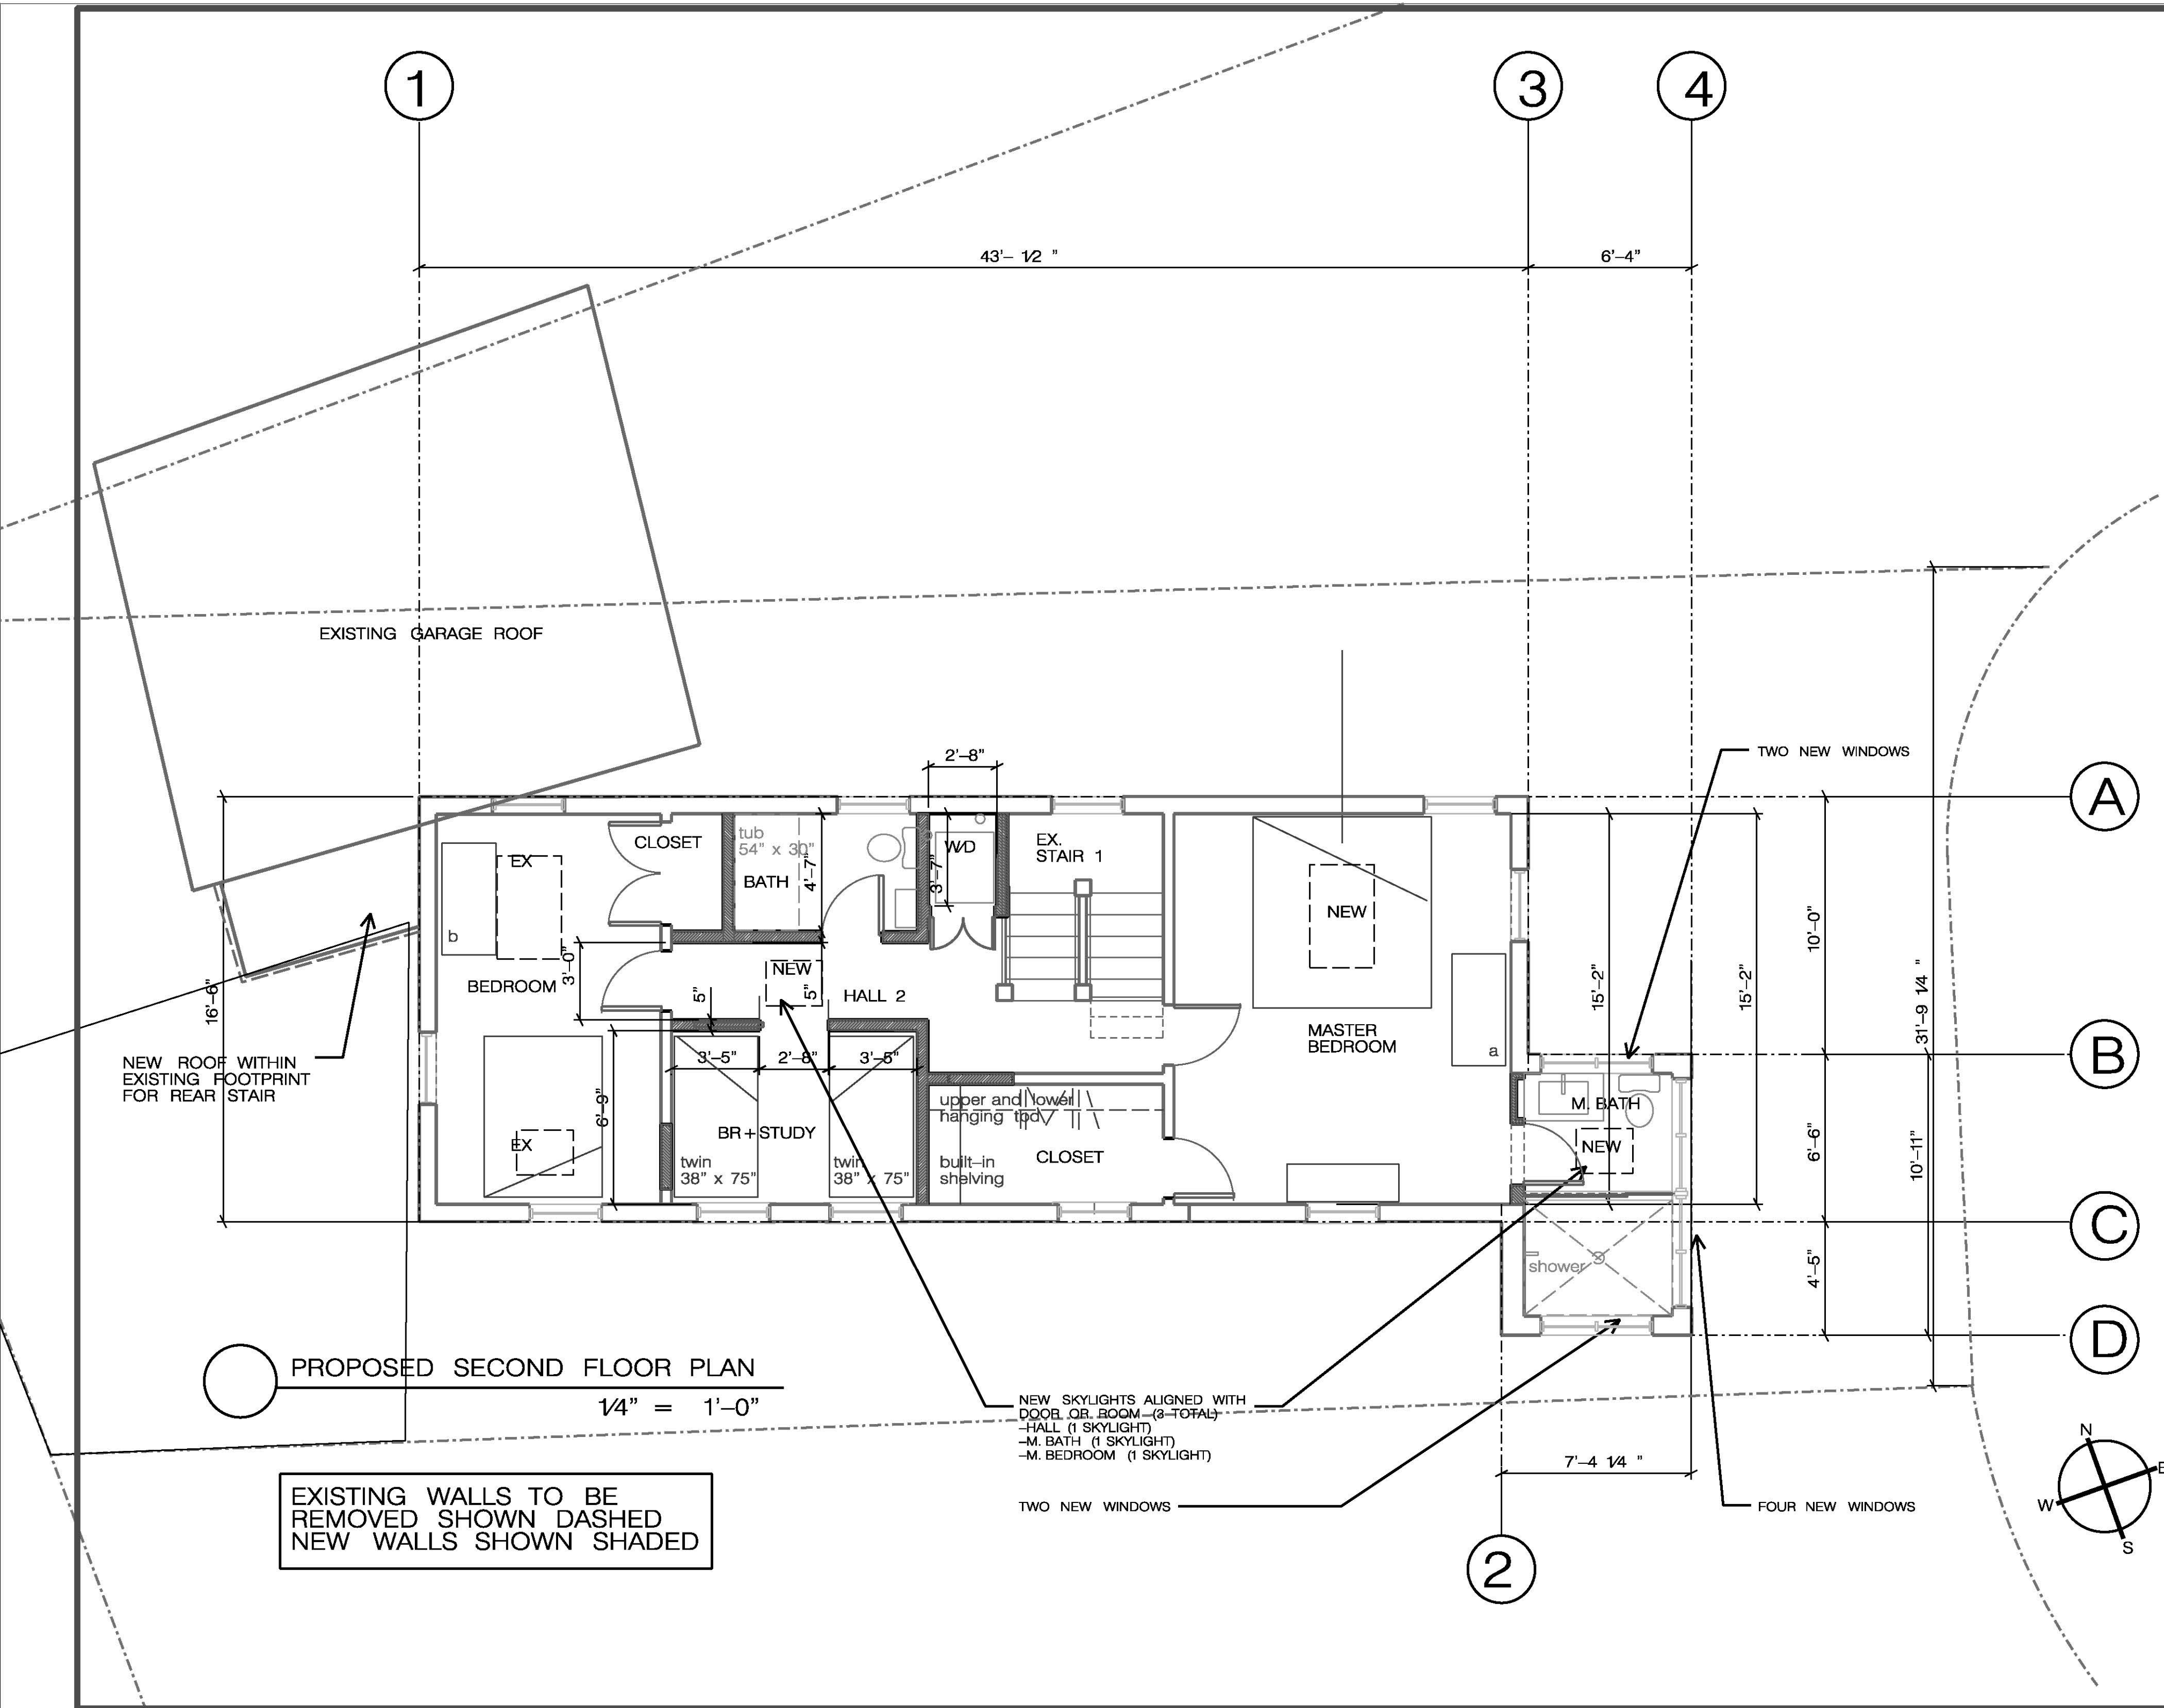 1
3
4
43'- 1/2 "
6'-4"
EXISTING GARAGE ROOF
TWO NEW WINDOWS
2'-8"
A
CLOSET
tub
54" x 30"
BATH
4'-7"
W/D
3'-7"
EX.
STAIR 1
EX
b
BEDROOM
3'-0"
NEW
5"
5"
HALL 2
NEW
MASTER
BEDROOM
a
15'-2"
15'-2"
10'-0"
31'-9 1/4 "
16'-6"
NEW ROOF WITHIN
EXISTING FOOTPRINT
FOR REAR STAIR
B
3'-5"
2'-8"
3'-5"
6'-9"
EX
BR + STUDY
twin
38" x 75"
twin
38" x 75"
upper and lower
hanging tbd
built-in
shelving
CLOSET
M. BATH
NEW
6'-6"
10'-11"
C
shower
4'-5"
D
PROPOSED SECOND FLOOR PLAN
1/4" = 1'-0"
NEW SKYLIGHTS ALIGNED WITH
DOOR OR ROOM (3 TOTAL)
-HALL (1 SKYLIGHT)
-M. BATH (1 SKYLIGHT)
-M. BEDROOM (1 SKYLIGHT)
7'-4 1/4 "
TWO NEW WINDOWS
FOUR NEW WINDOWS
EXISTING WALLS TO BE
REMOVED SHOWN DASHED
NEW WALLS SHOWN SHADED
2
N
E
W
S